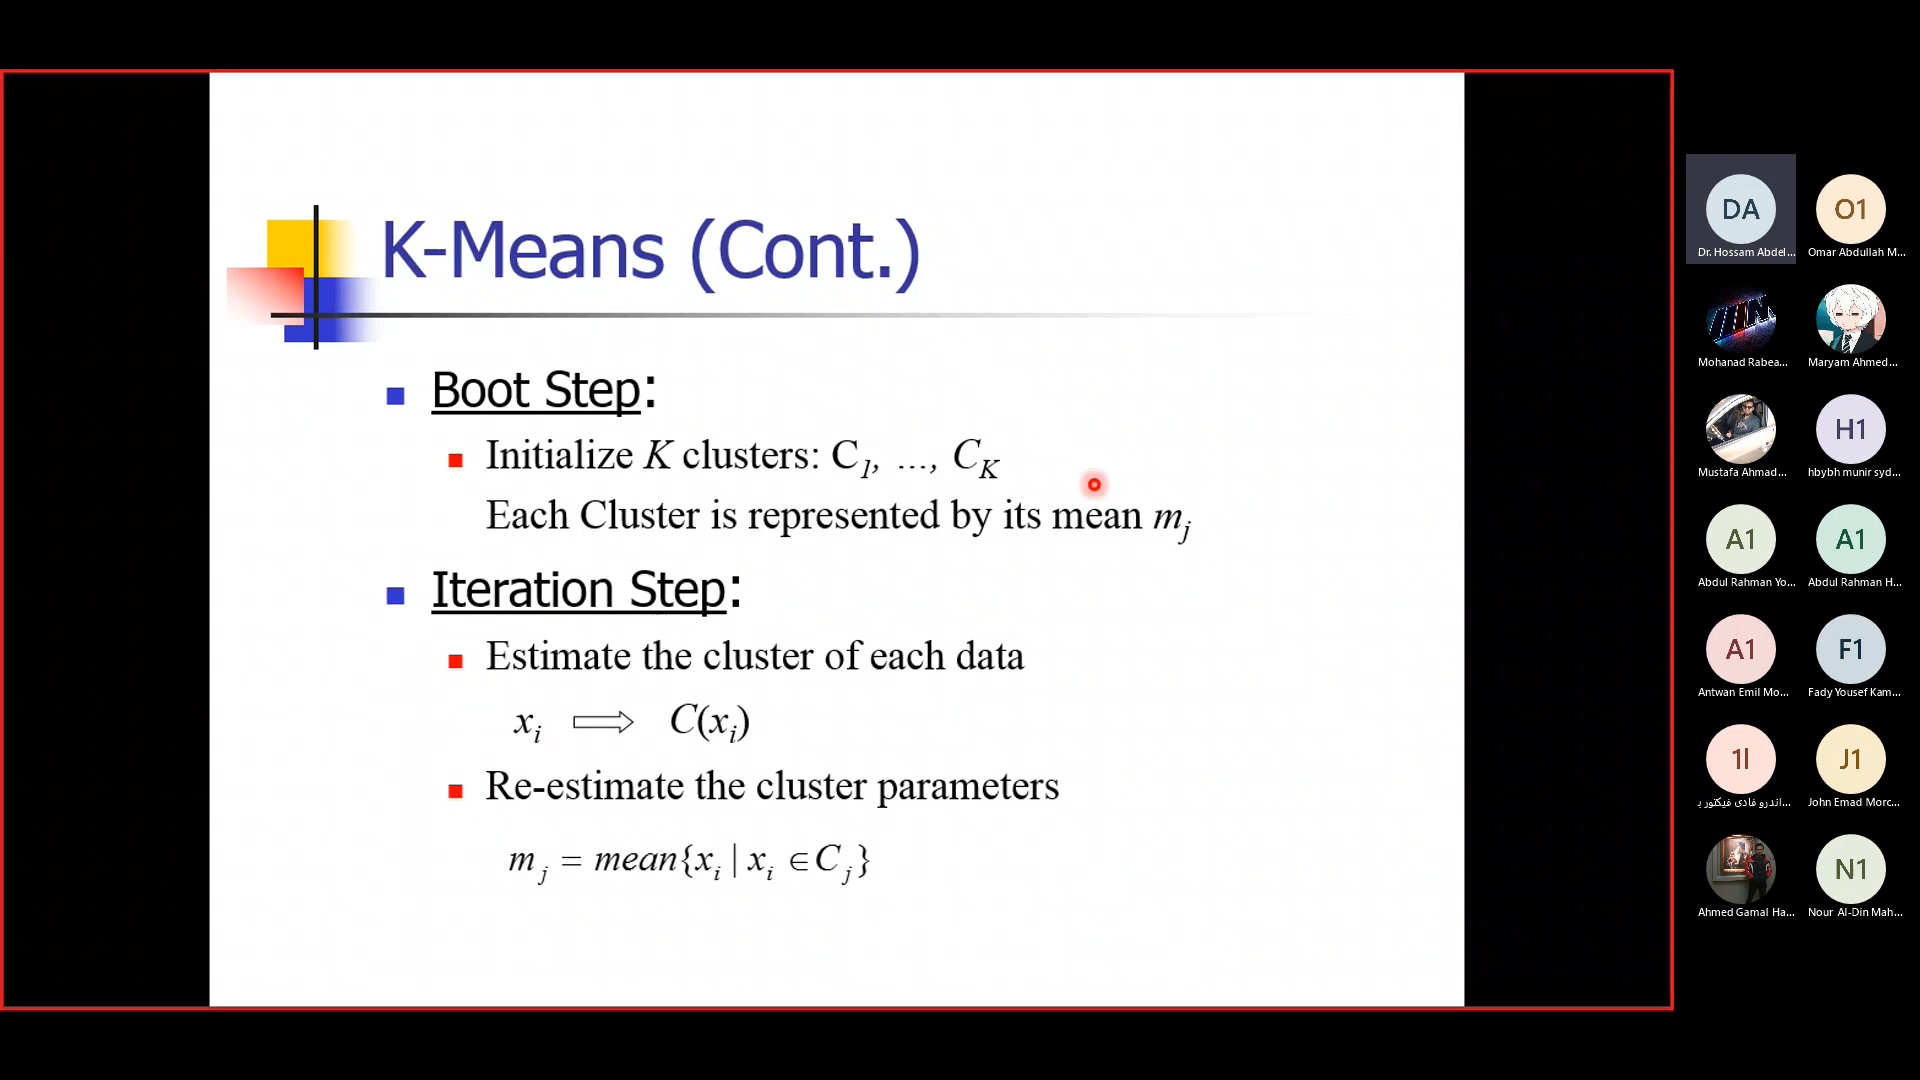 K-Means (Cont.)
Boot Step:
Initialize K clusters: C1, ..., CK
Each Cluster is represented by its mean mj
Iteration Step:
Estimate the cluster of each data
xi ⟹ C(xi)
Re-estimate the cluster parameters
mj = mean{xi | xi ∈ Cj}
DA
O1
Dr. Hossam Abdel...
Omar Abdullah M...
Mohanad Rabea...
Maryam Ahmed...
H1
Mustafa Ahmad...
hbybh munir syd...
A1
A1
Abdul Rahman Yo...
Abdul Rahman H...
A1
F1
Antwan Emil Mo...
Fady Yousef Kam...
1ا
J1
اندرو فادى فيكتور ب...
John Emad Morc...
N1
Ahmed Gamal Ha...
Nour Al-Din Mah...